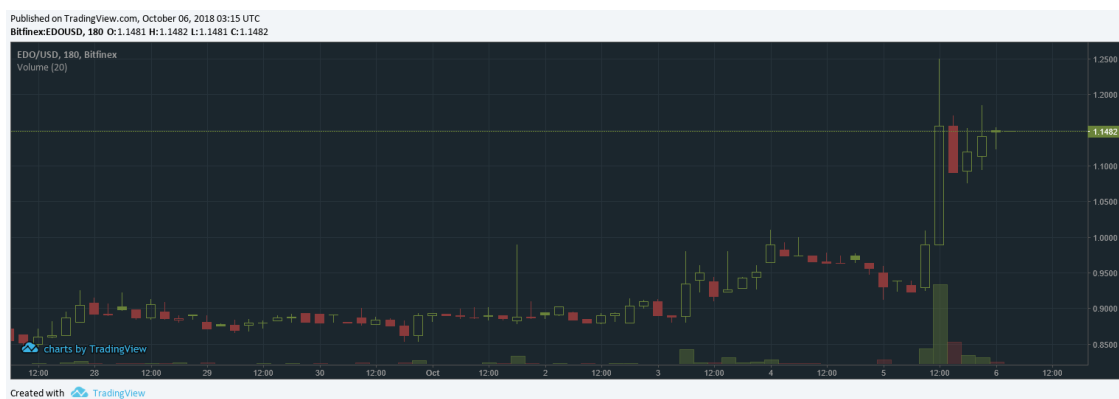 Published on TradingView.com, October 06, 2018 03:15 UTC
Bitfinex:EDOUSD, 180 O:1.1481 H:1.1482 L:1.1481 C:1.1482
EDO/USD, 180, Bitfinex
Volume (20)
1.2500
1.2000
1.1482
1.1000
1.0500
1.0000
0.9500
0.9000
0.8500
charts by TradingView
12:00 28 12:00 29 12:00 30 12:00 Oct 12:00 2 12:00 3 12:00 4 12:00 5 12:00 6 12:00
Created with TradingView